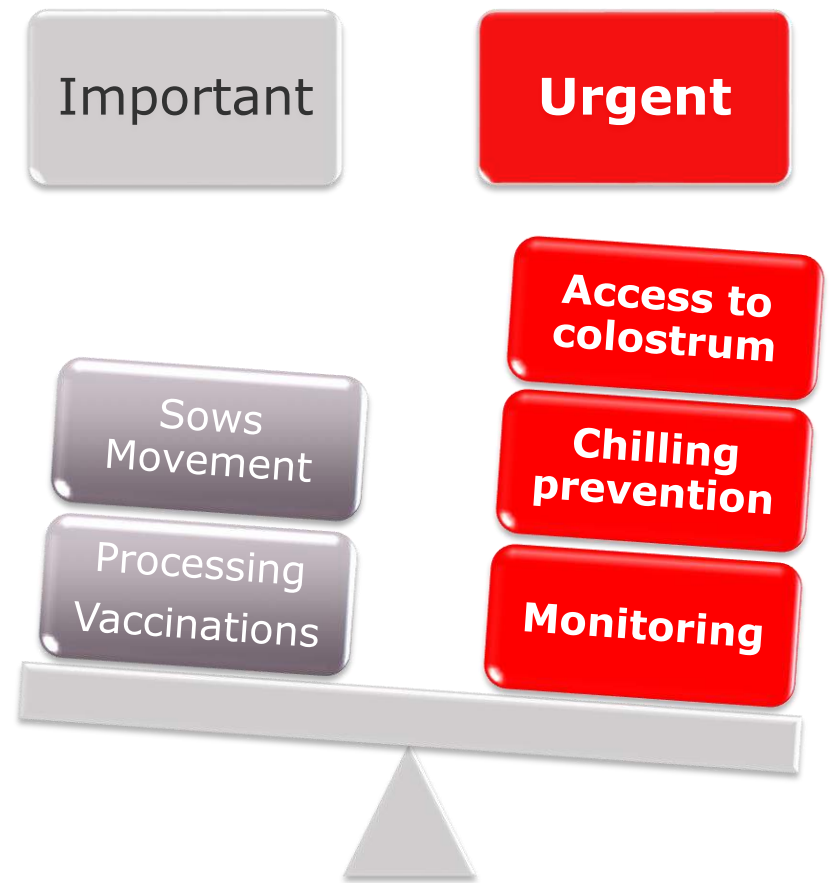 Important
Urgent
Access to
colostrum
Sows
Movement
Chilling
prevention
Processing
Vaccinations
Monitoring